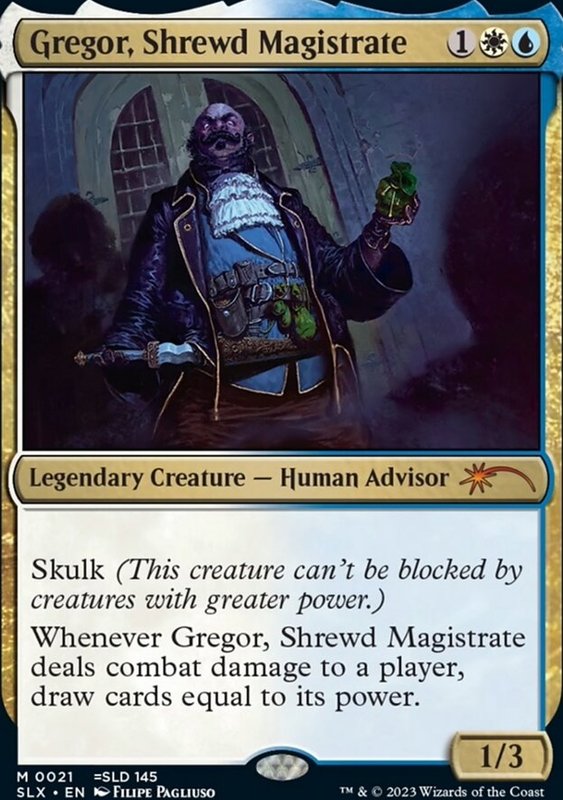 Gregor, Shrewd Magistrate 1
Legendary Creature — Human Advisor
Skulk (This creature can't be blocked by
creatures with greater power.)
Whenever Gregor, Shrewd Magistrate
deals combat damage to a player,
draw cards equal to its power.
1/3
M 0021 =SLD 145
SLX • EN Filipe Pagliuso ™ & © 2023 Wizards of the Coast